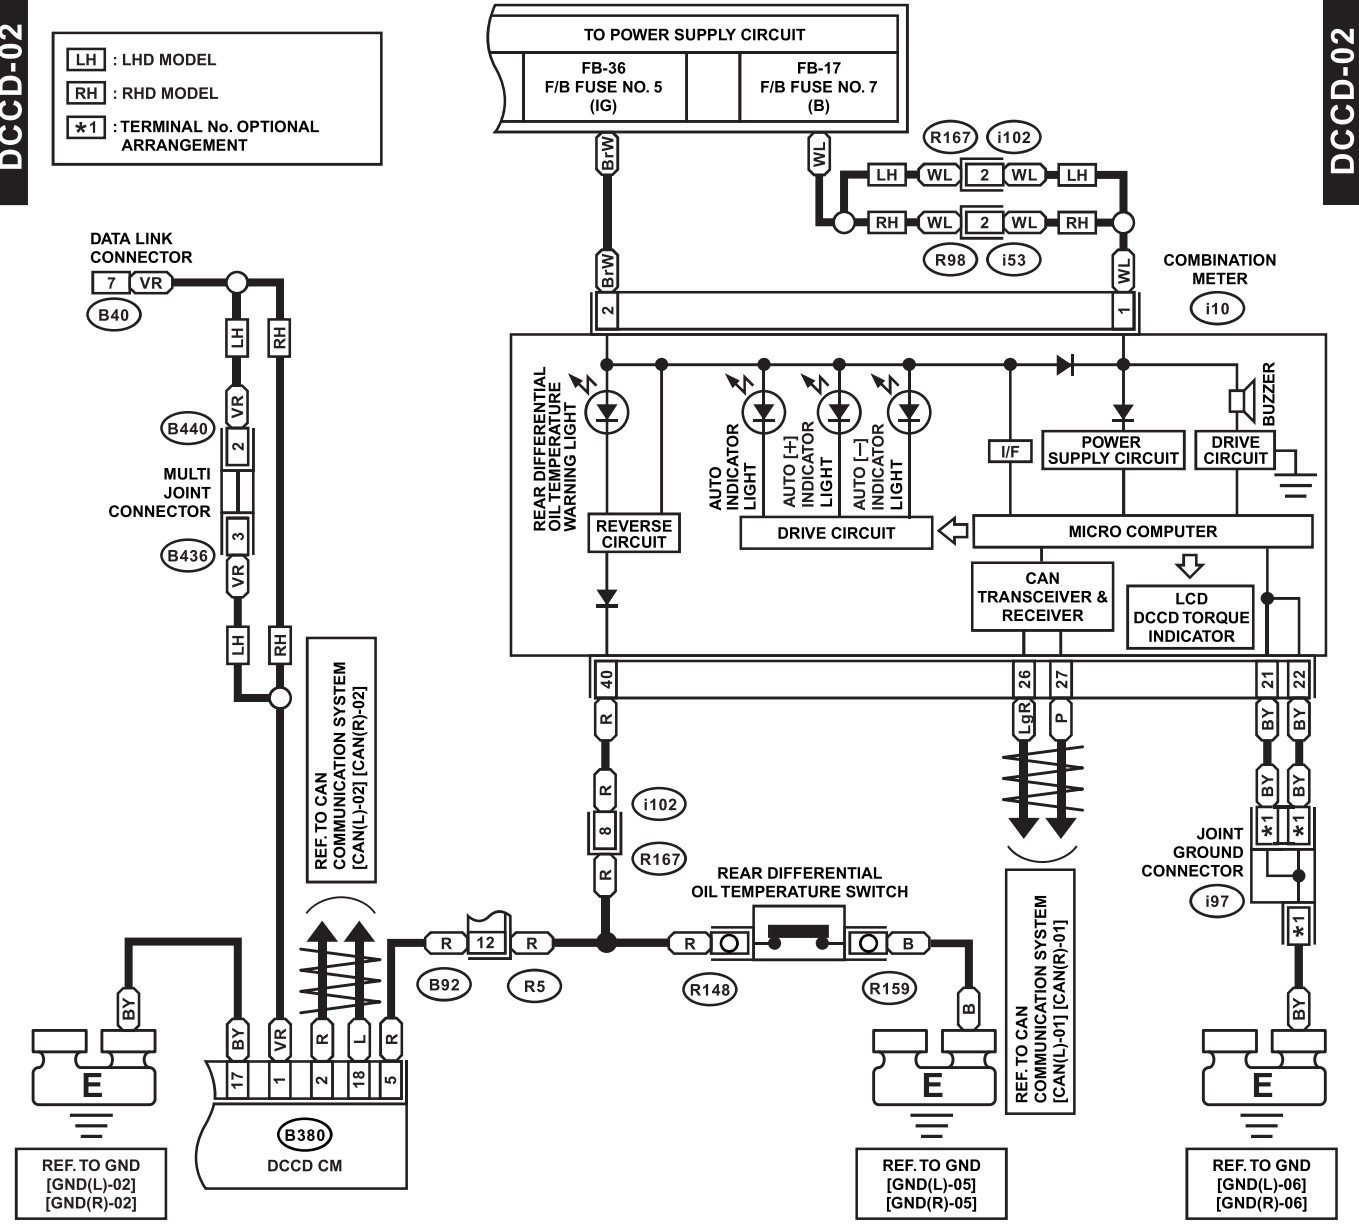 DCCD-02
DCCD-02
LH : LHD MODEL
RH : RHD MODEL
*1 : TERMINAL No. OPTIONAL
ARRANGEMENT
TO POWER SUPPLY CIRCUIT
FB-36
F/B FUSE NO. 5
(IG)
FB-17
F/B FUSE NO. 7
(B)
BrW
WL
R167
i102
LH
WL
2
WL
LH
RH
WL
2
WL
RH
R98
i53
BrW
WL
COMBINATION
METER
i10
2
1
DATA LINK
CONNECTOR
7
VR
B40
LH
RH
VR
B440
2
MULTI
JOINT
CONNECTOR
3
B436
VR
LH
RH
REAR DIFFERENTIAL
OIL TEMPERATURE
WARNING LIGHT
AUTO
INDICATOR
LIGHT
AUTO [+]
INDICATOR
LIGHT
AUTO [—]
INDICATOR
LIGHT
I/F
POWER
SUPPLY CIRCUIT
BUZZER
DRIVE
CIRCUIT
REVERSE
CIRCUIT
DRIVE CIRCUIT
MICRO COMPUTER
CAN
TRANSCEIVER &
RECEIVER
LCD
DCCD TORQUE
INDICATOR
40
26
27
21
22
R
LgR
P
BY
BY
R
BY
BY
i102
8
R167
R
*1
*1
JOINT
GROUND
CONNECTOR
i97
*1
BY
REF. TO CAN
COMMUNICATION SYSTEM
[CAN(L)-02] [CAN(R)-02]
REAR DIFFERENTIAL
OIL TEMPERATURE SWITCH
R
12
R
R
B
B92
R5
R148
R159
B
REF. TO CAN
COMMUNICATION SYSTEM
[CAN(L)-01] [CAN(R)-01]
BY
BY
VR
R
L
R
17
1
2
18
5
E
E
E
B380
DCCD CM
REF. TO GND
[GND(L)-02]
[GND(R)-02]
REF. TO GND
[GND(L)-05]
[GND(R)-05]
REF. TO GND
[GND(L)-06]
[GND(R)-06]